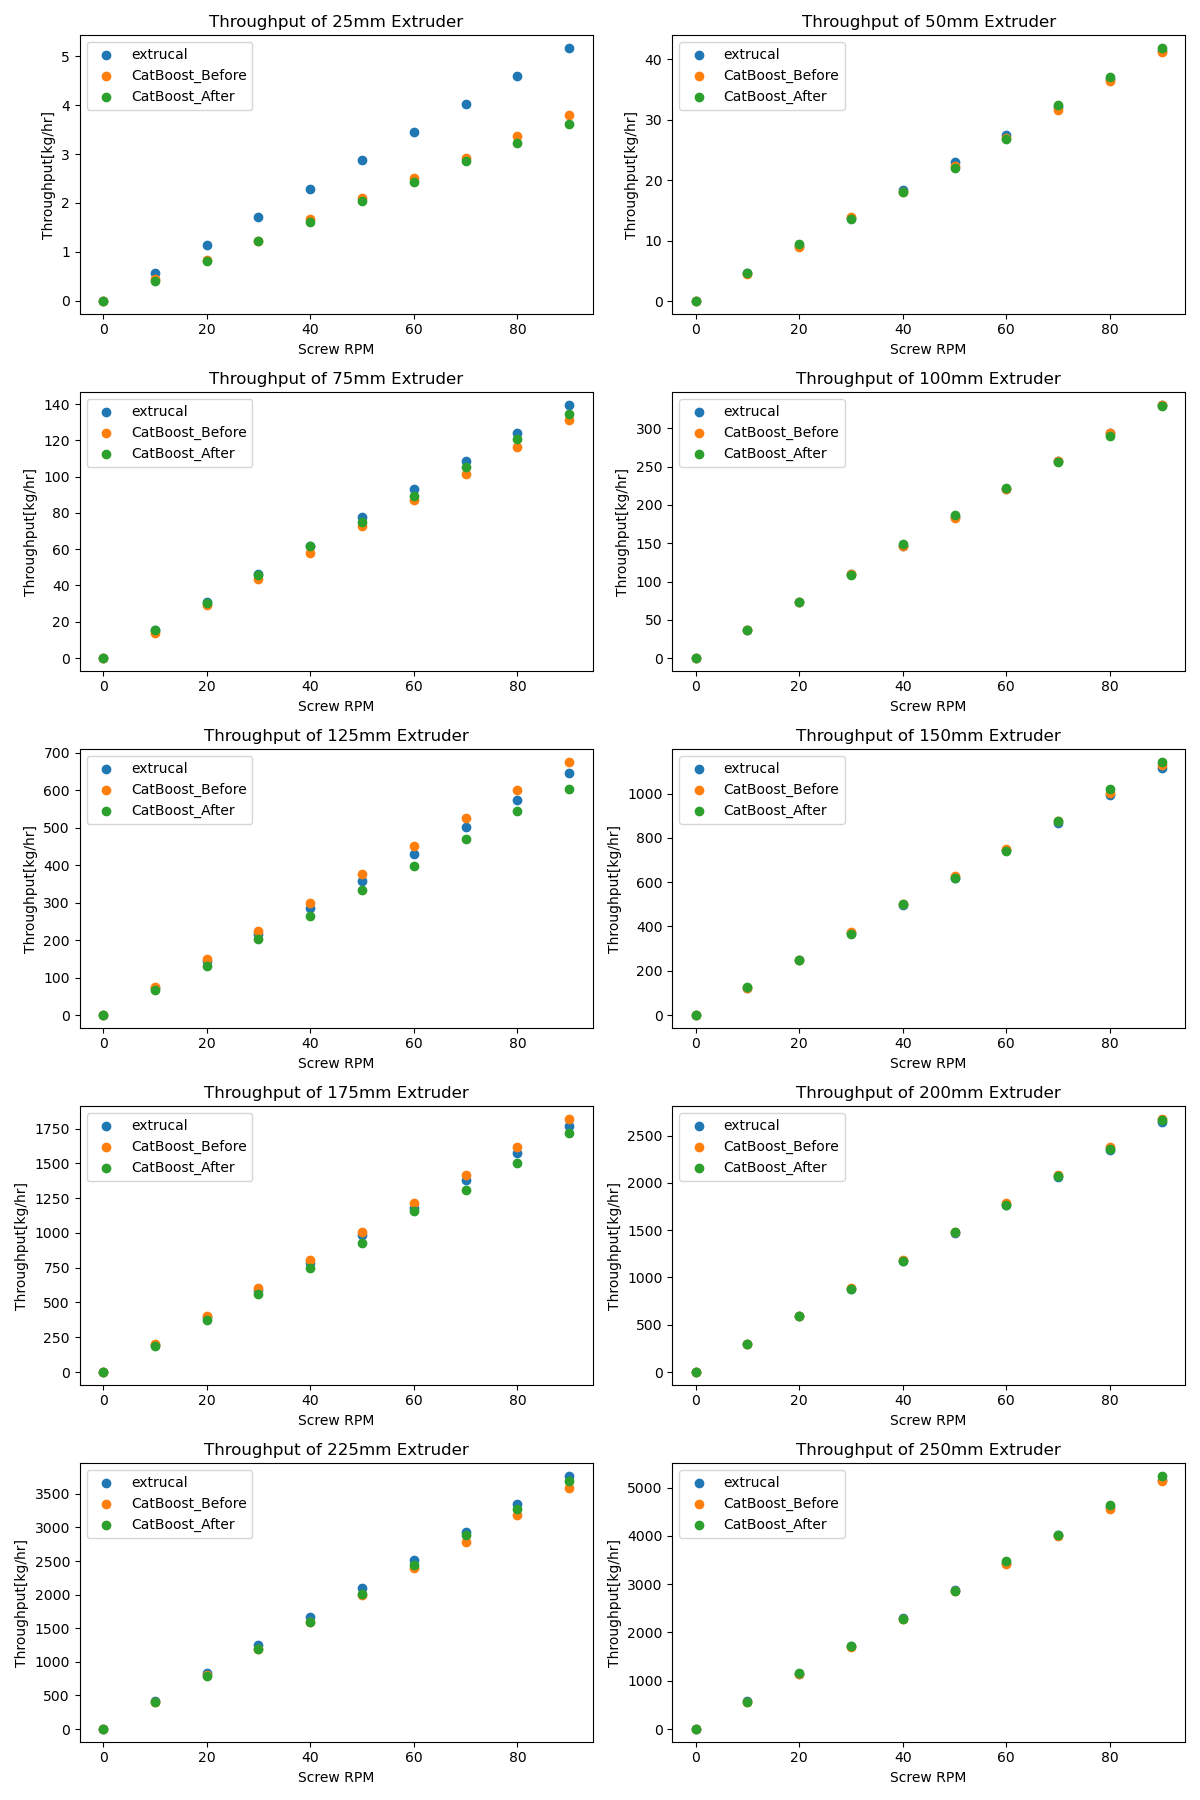 Throughput of 25mm Extruder
extrucal
CatBoost_Before
CatBoost_After
Throughput[kg/hr]
5
4
3
2
1
0
0 20 40 60 80
Screw RPM
Throughput of 50mm Extruder
extrucal
CatBoost_Before
CatBoost_After
Throughput[kg/hr]
40
30
20
10
0
0 20 40 60 80
Screw RPM
Throughput of 75mm Extruder
extrucal
CatBoost_Before
CatBoost_After
Throughput[kg/hr]
140
120
100
80
60
40
20
0
0 20 40 60 80
Screw RPM
Throughput of 100mm Extruder
extrucal
CatBoost_Before
CatBoost_After
Throughput[kg/hr]
300
250
200
150
100
50
0
0 20 40 60 80
Screw RPM
Throughput of 125mm Extruder
extrucal
CatBoost_Before
CatBoost_After
Throughput[kg/hr]
700
600
500
400
300
200
100
0
0 20 40 60 80
Screw RPM
Throughput of 150mm Extruder
extrucal
CatBoost_Before
CatBoost_After
Throughput[kg/hr]
1000
800
600
400
200
0
0 20 40 60 80
Screw RPM
Throughput of 175mm Extruder
extrucal
CatBoost_Before
CatBoost_After
Throughput[kg/hr]
1750
1500
1250
1000
750
500
250
0
0 20 40 60 80
Screw RPM
Throughput of 200mm Extruder
extrucal
CatBoost_Before
CatBoost_After
Throughput[kg/hr]
2500
2000
1500
1000
500
0
0 20 40 60 80
Screw RPM
Throughput of 225mm Extruder
extrucal
CatBoost_Before
CatBoost_After
Throughput[kg/hr]
3500
3000
2500
2000
1500
1000
500
0
0 20 40 60 80
Screw RPM
Throughput of 250mm Extruder
extrucal
CatBoost_Before
CatBoost_After
Throughput[kg/hr]
5000
4000
3000
2000
1000
0
0 20 40 60 80
Screw RPM